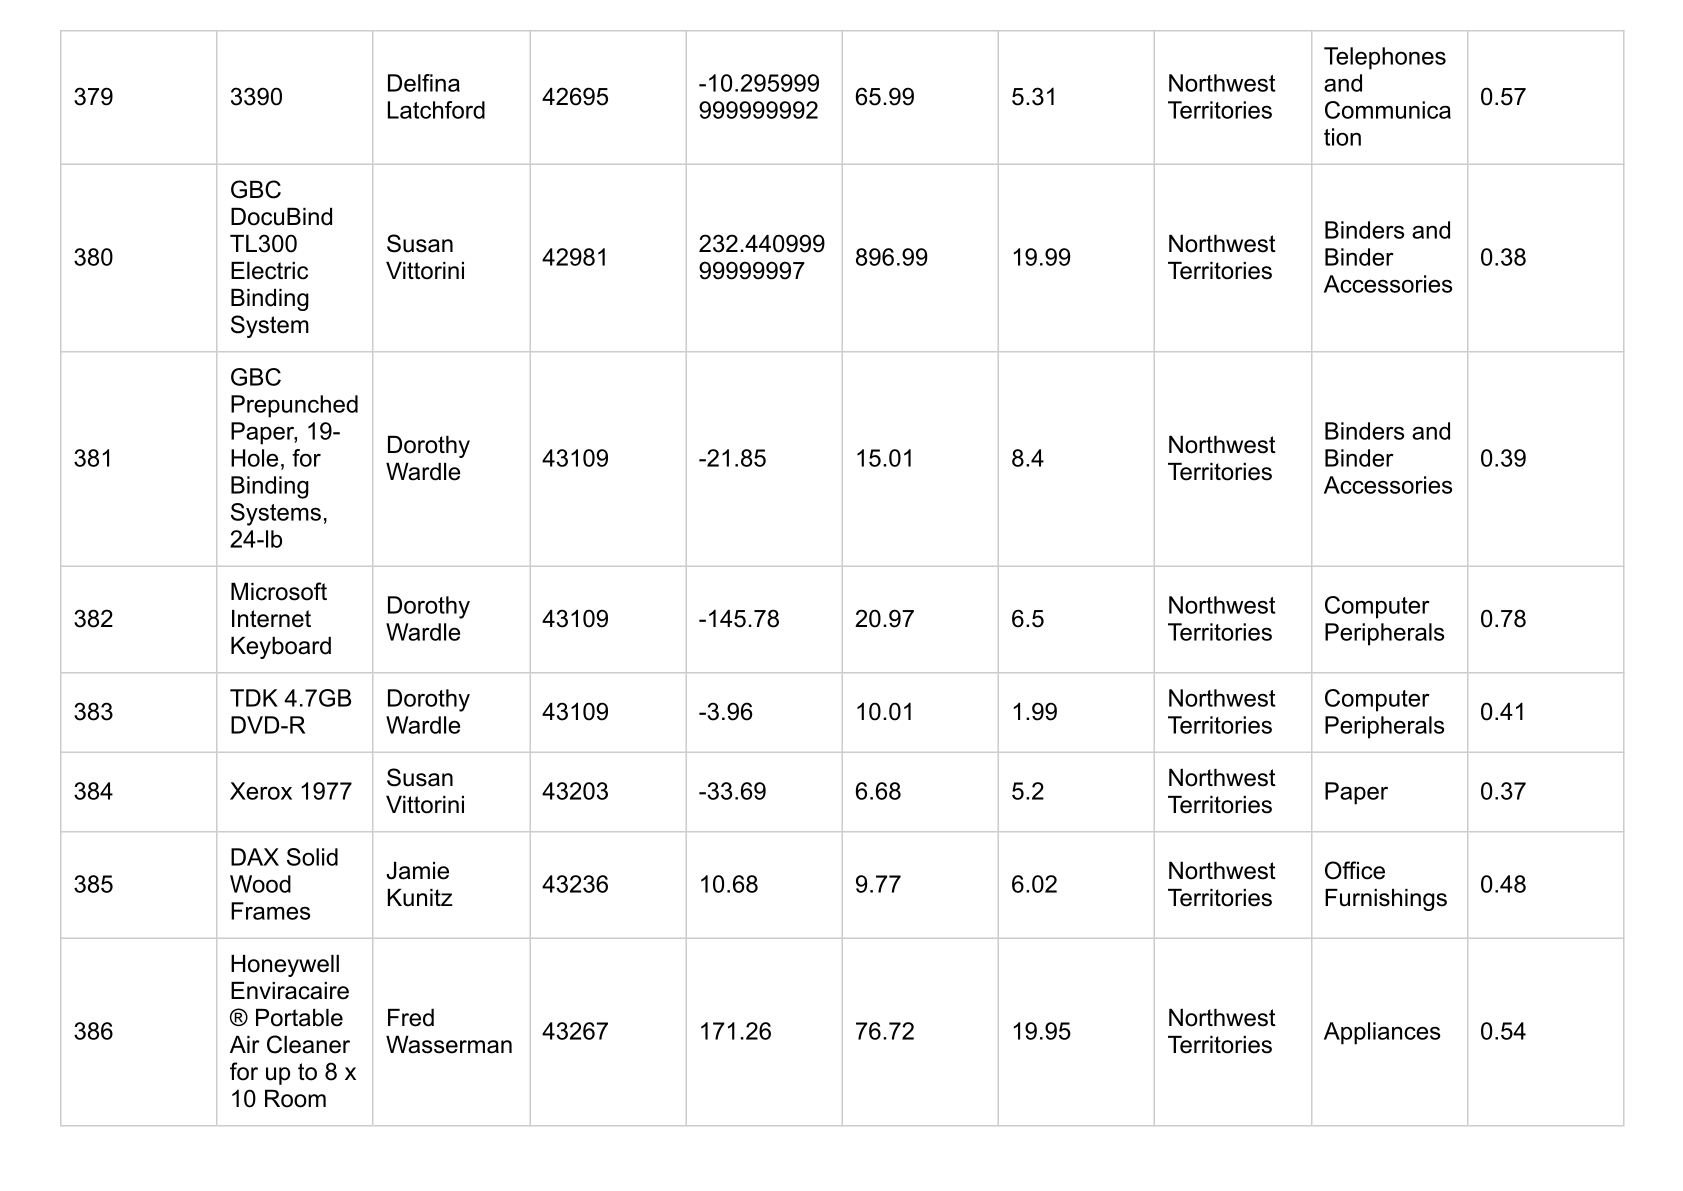 379 3390 Delfina Latchford 42695 -10.295999999999992 65.99 5.31 Northwest Territories Telephones and Communication 0.57
380 GBC DocuBind TL300 Electric Binding System Susan Vittorini 42981 232.44099999999997 896.99 19.99 Northwest Territories Binders and Binder Accessories 0.38
381 GBC Prepunched Paper, 19-Hole, for Binding Systems, 24-lb Dorothy Wardle 43109 -21.85 15.01 8.4 Northwest Territories Binders and Binder Accessories 0.39
382 Microsoft Internet Keyboard Dorothy Wardle 43109 -145.78 20.97 6.5 Northwest Territories Computer Peripherals 0.78
383 TDK 4.7GB DVD-R Dorothy Wardle 43109 -3.96 10.01 1.99 Northwest Territories Computer Peripherals 0.41
384 Xerox 1977 Susan Vittorini 43203 -33.69 6.68 5.2 Northwest Territories Paper 0.37
385 DAX Solid Wood Frames Jamie Kunitz 43236 10.68 9.77 6.02 Northwest Territories Office Furnishings 0.48
386 Honeywell Enviracaire® Portable Air Cleaner for up to 8 x 10 Room Fred Wasserman 43267 171.26 76.72 19.95 Northwest Territories Appliances 0.54